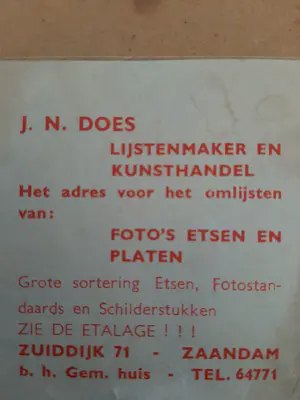 J. N. DOES
LIJSTENMAKER EN
KUNSTHANDEL
Het adres voor het omlijsten
van:
FOTO'S ETSEN EN
PLATEN
Grote sortering Etsen, Fotostan-
daards en Schilderstukken
ZIE DE ETALAGE ! ! !
ZUIDDIJK 71 - ZAANDAM
b. h. Gem. huis - TEL. 64771